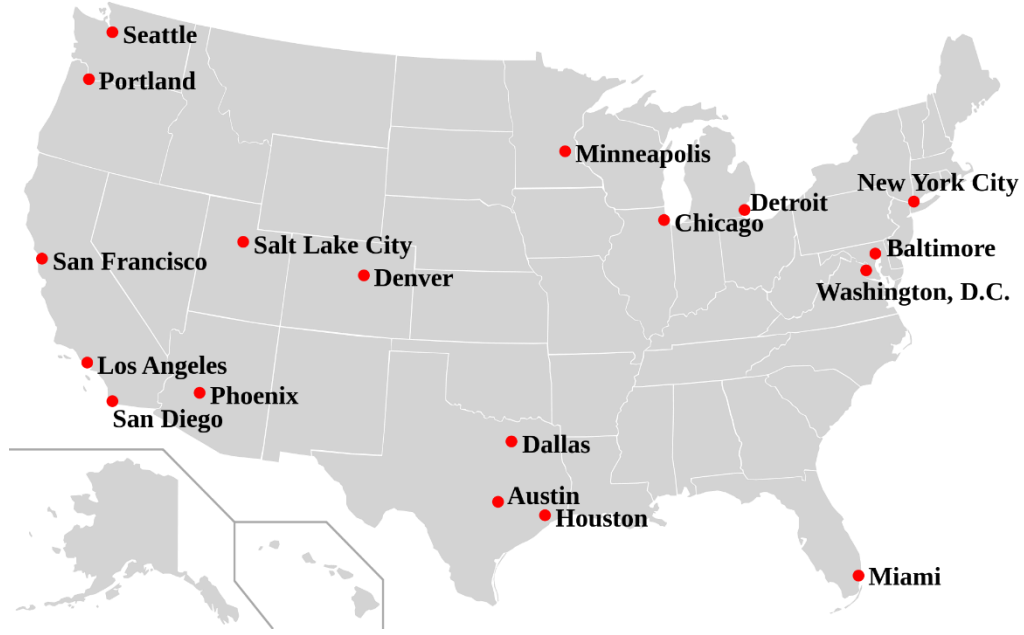 Seattle
Portland
Minneapolis
New York City
Detroit
Chicago
Salt Lake City
Baltimore
San Francisco
Denver
Washington, D.C.
Los Angeles
Phoenix
San Diego
Dallas
Austin
Houston
Miami